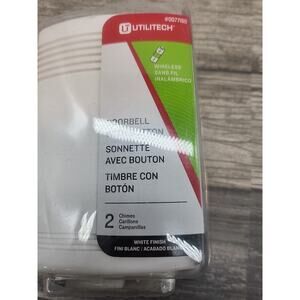 UTILITECH
WIRELESS
SANS FIL
INALÁMBRICO
DOORBELL
BUTTON
SONNETTE
AVEC BOUTON
TIMBRE CON
BOTÓN
2 Chimes
Carillons
Campanillas
WHITE FINISH
FINI BLANC / ACABADO BLANCO